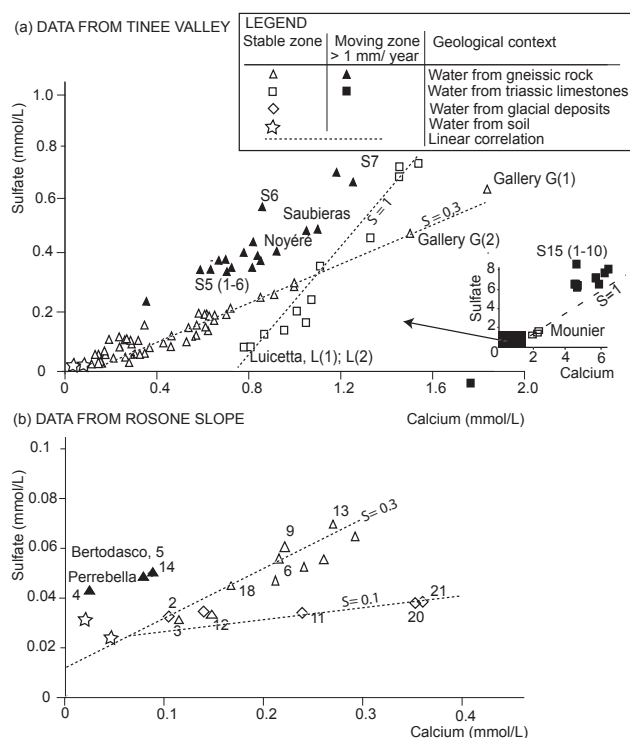 (a) DATA FROM TINEE VALLEY
LEGEND
Stable zone
Moving zone
> 1 mm/ year
Geological context
Water from gneissic rock
Water from triassic limestones
Water from glacial deposits
Water from soil
Linear correlation
Sulfate (mmol/L)
1.0
0.8
0.6
0.4
0.2
0
S7
S6
Saubieras
Noyère
S5 (1-6)
S= 1
S= 0.3
Gallery G(1)
Gallery G(2)
Luicetta, L(1); L(2)
S15 (1-10)
Sulfate
8
6
4
2
0
S=1
Mounier
0 2 4 6
Calcium
0 0.4 0.8 1.2 1.6 2.0
Calcium (mmol/L)
(b) DATA FROM ROSONE SLOPE
Sulfate (mmol/L)
0.1
0.08
0.06
0.04
0.02
0
Bertodasco, 5
14
Perrebella
4
13
S= 0.3
9
6
18
2
3
12
11
S= 0.1
21
20
0 0.1 0.2 0.3 0.4
Calcium (mmol/L)